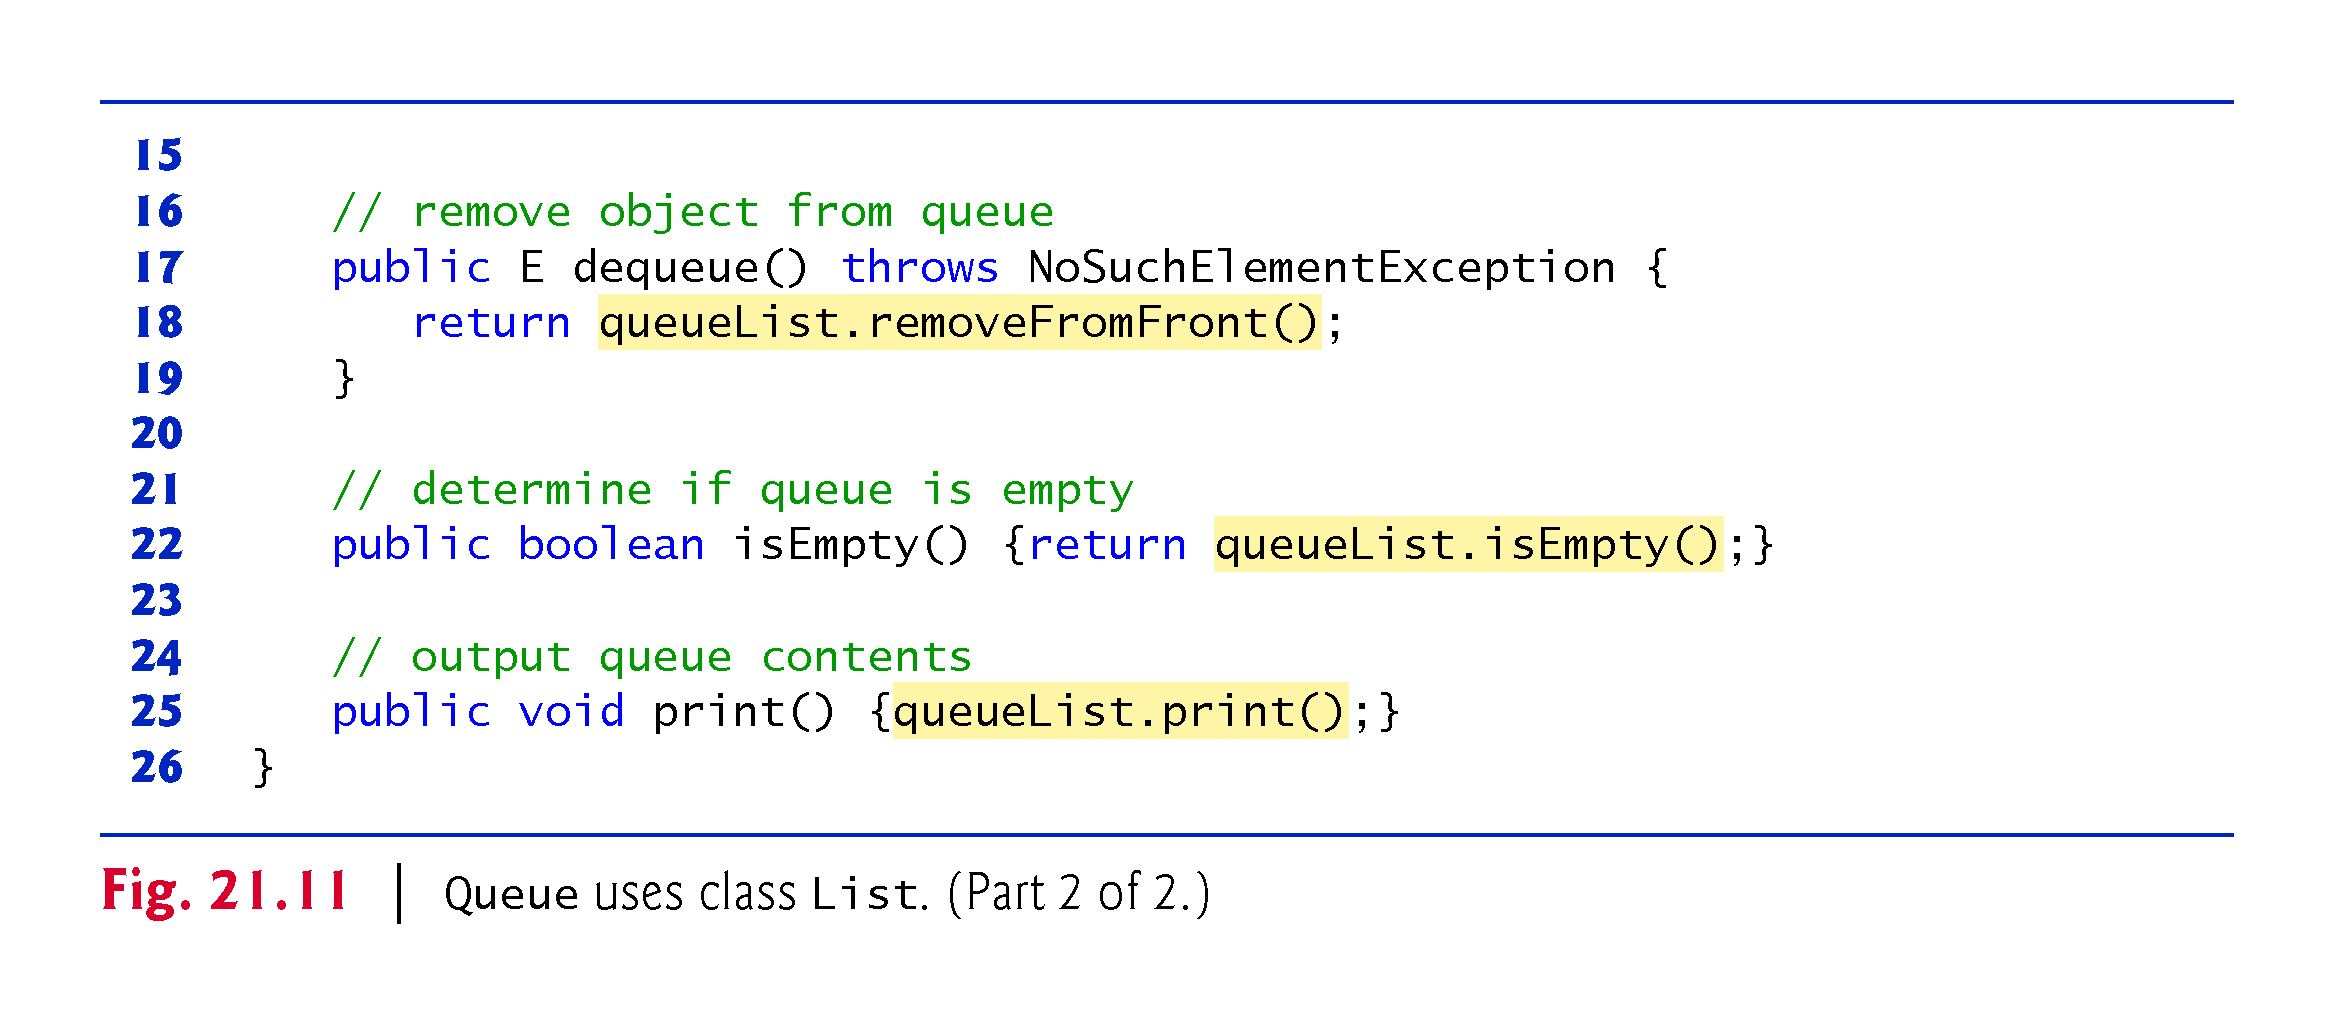 15
16 // remove object from queue
17 public E dequeue() throws NoSuchElementException {
18 return queueList.removeFromFront();
19 }
20
21 // determine if queue is empty
22 public boolean isEmpty() {return queueList.isEmpty();}
23
24 // output queue contents
25 public void print() {queueList.print();}
26 }
Fig. 21.11 | Queue uses class List. (Part 2 of 2.)